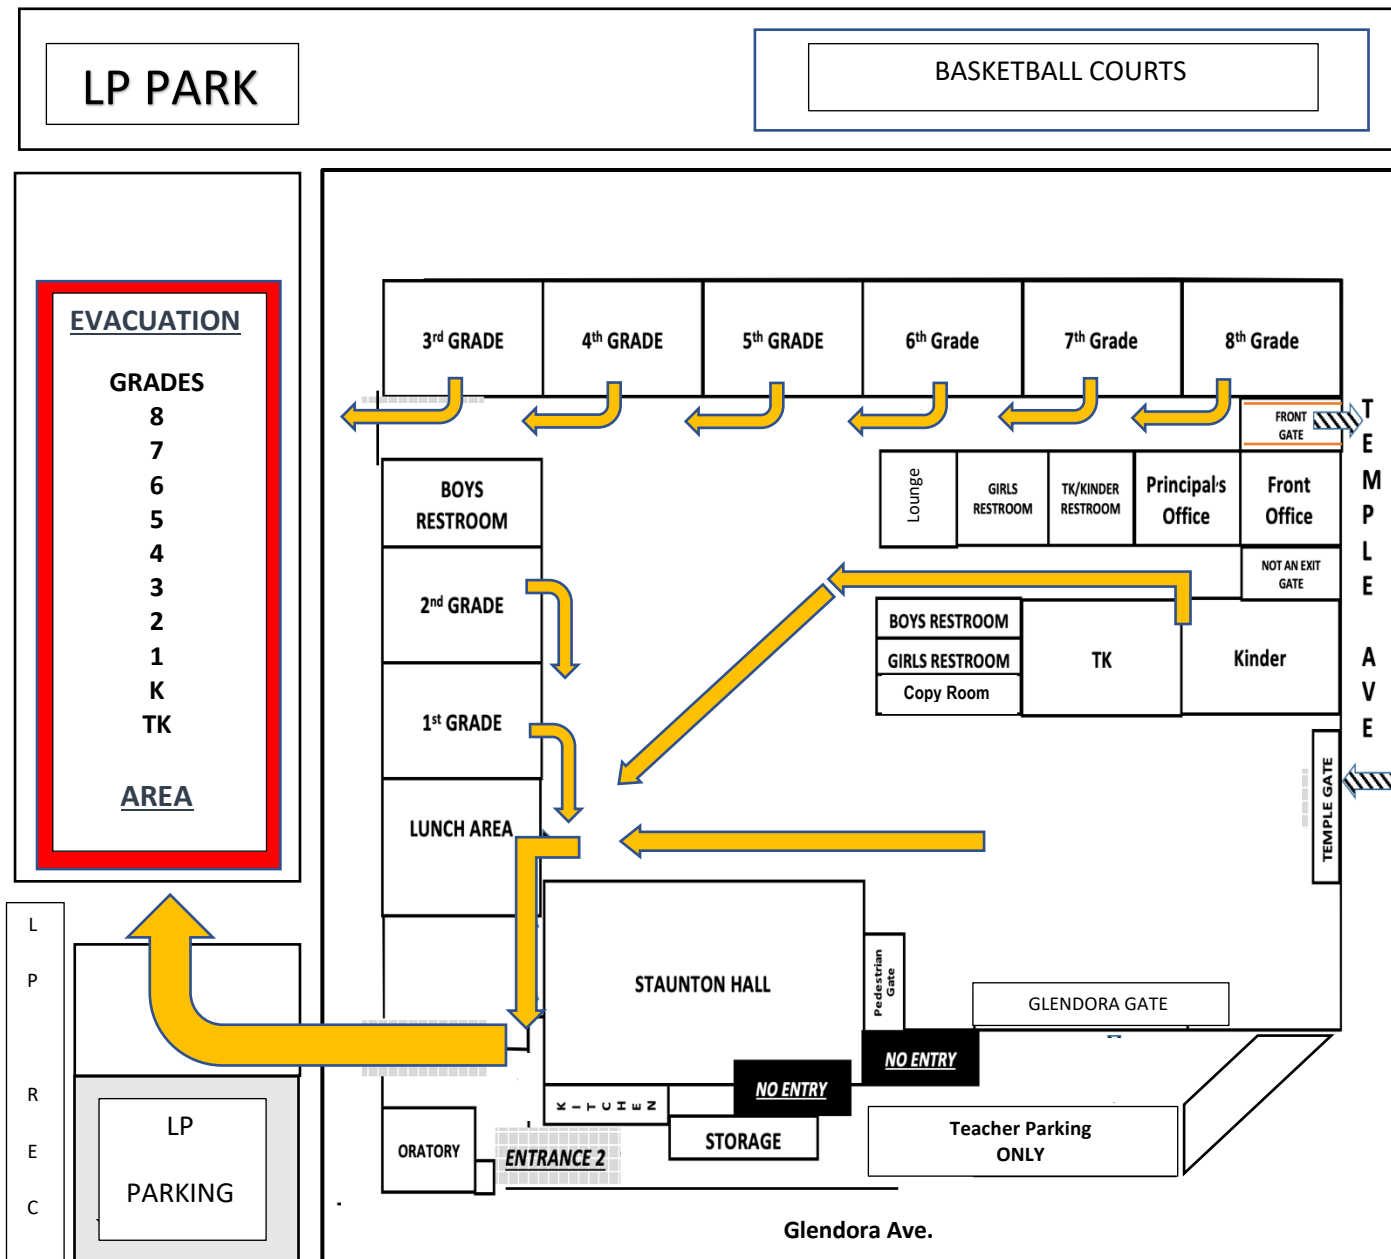 LP PARK
BASKETBALL COURTS
EVACUATION
GRADES
8
7
6
5
4
3
2
1
K
TK
AREA
3rd GRADE
4th GRADE
5th GRADE
6th Grade
7th Grade
8th Grade
FRONT
GATE
TEMPLE AVE
BOYS
RESTROOM
Lounge
GIRLS
RESTROOM
TK/KINDER
RESTROOM
Principal's
Office
Front
Office
NOT AN EXIT
GATE
2nd GRADE
BOYS RESTROOM
GIRLS RESTROOM
Copy Room
TK
Kinder
1st GRADE
TEMPLE GATE
LUNCH AREA
STAUNTON HALL
Pedestrian
Gate
GLENDORA GATE
NO ENTRY
NO ENTRY
KITCHEN
STORAGE
Teacher Parking
ONLY
ORATORY
ENTRANCE 2
L
P
R
E
C
LP
PARKING
Glendora Ave.